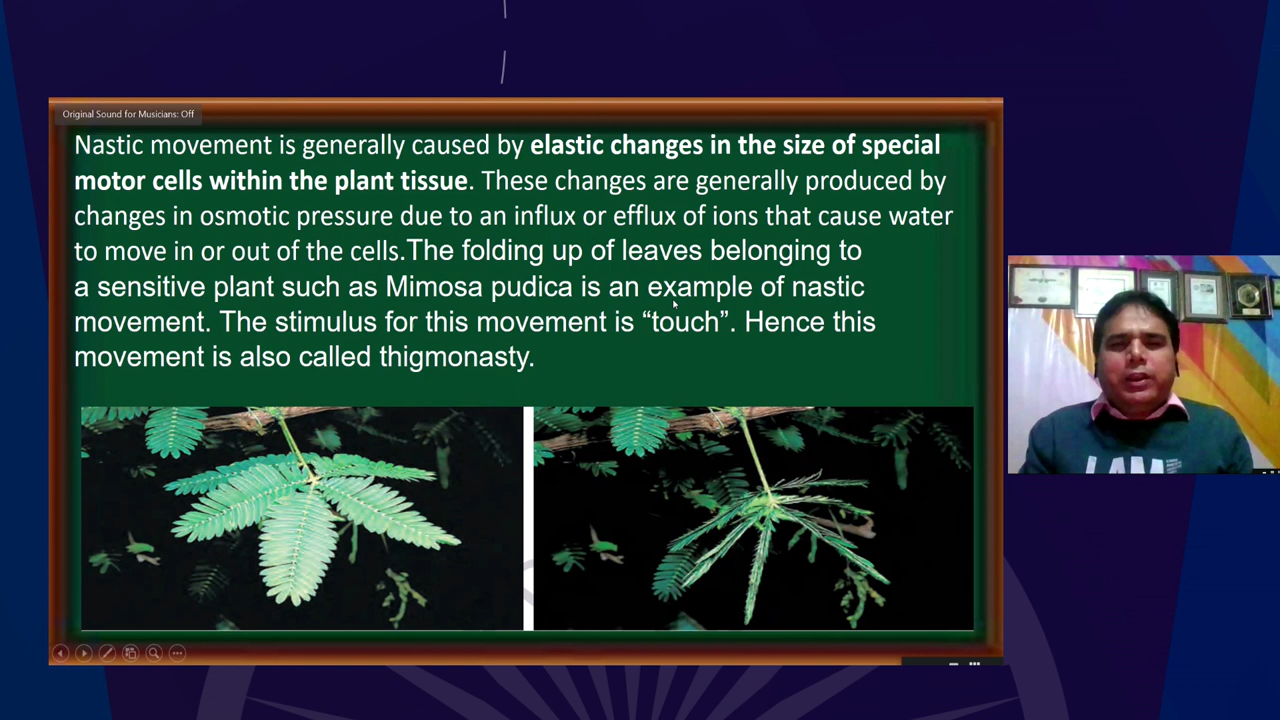 Original Sound for Musicians: Off
Nastic movement is generally caused by elastic changes in the size of special
motor cells within the plant tissue. These changes are generally produced by
changes in osmotic pressure due to an influx or efflux of ions that cause water
to move in or out of the cells.The folding up of leaves belonging to
a sensitive plant such as Mimosa pudica is an example of nastic
movement. The stimulus for this movement is “touch”. Hence this
movement is also called thigmonasty.
I AM